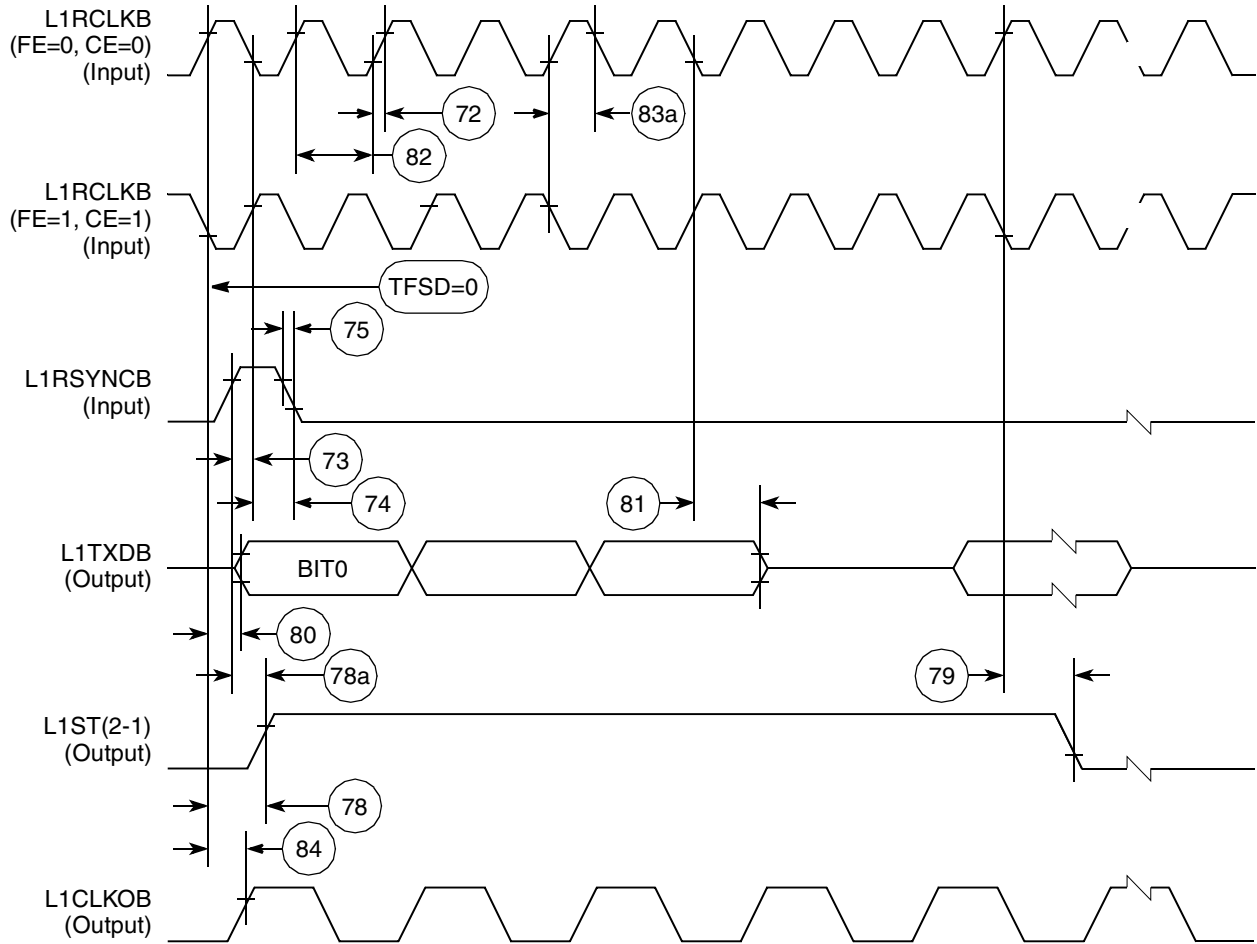 L1RCLKB
(FE=0, CE=0)
(Input)
72
83a
82
L1RCLKB
(FE=1, CE=1)
(Input)
TFSD=0
75
L1RSYNCB
(Input)
73
74
81
L1TXDB
(Output)
BIT0
80
78a
79
L1ST(2-1)
(Output)
78
84
L1CLKOB
(Output)